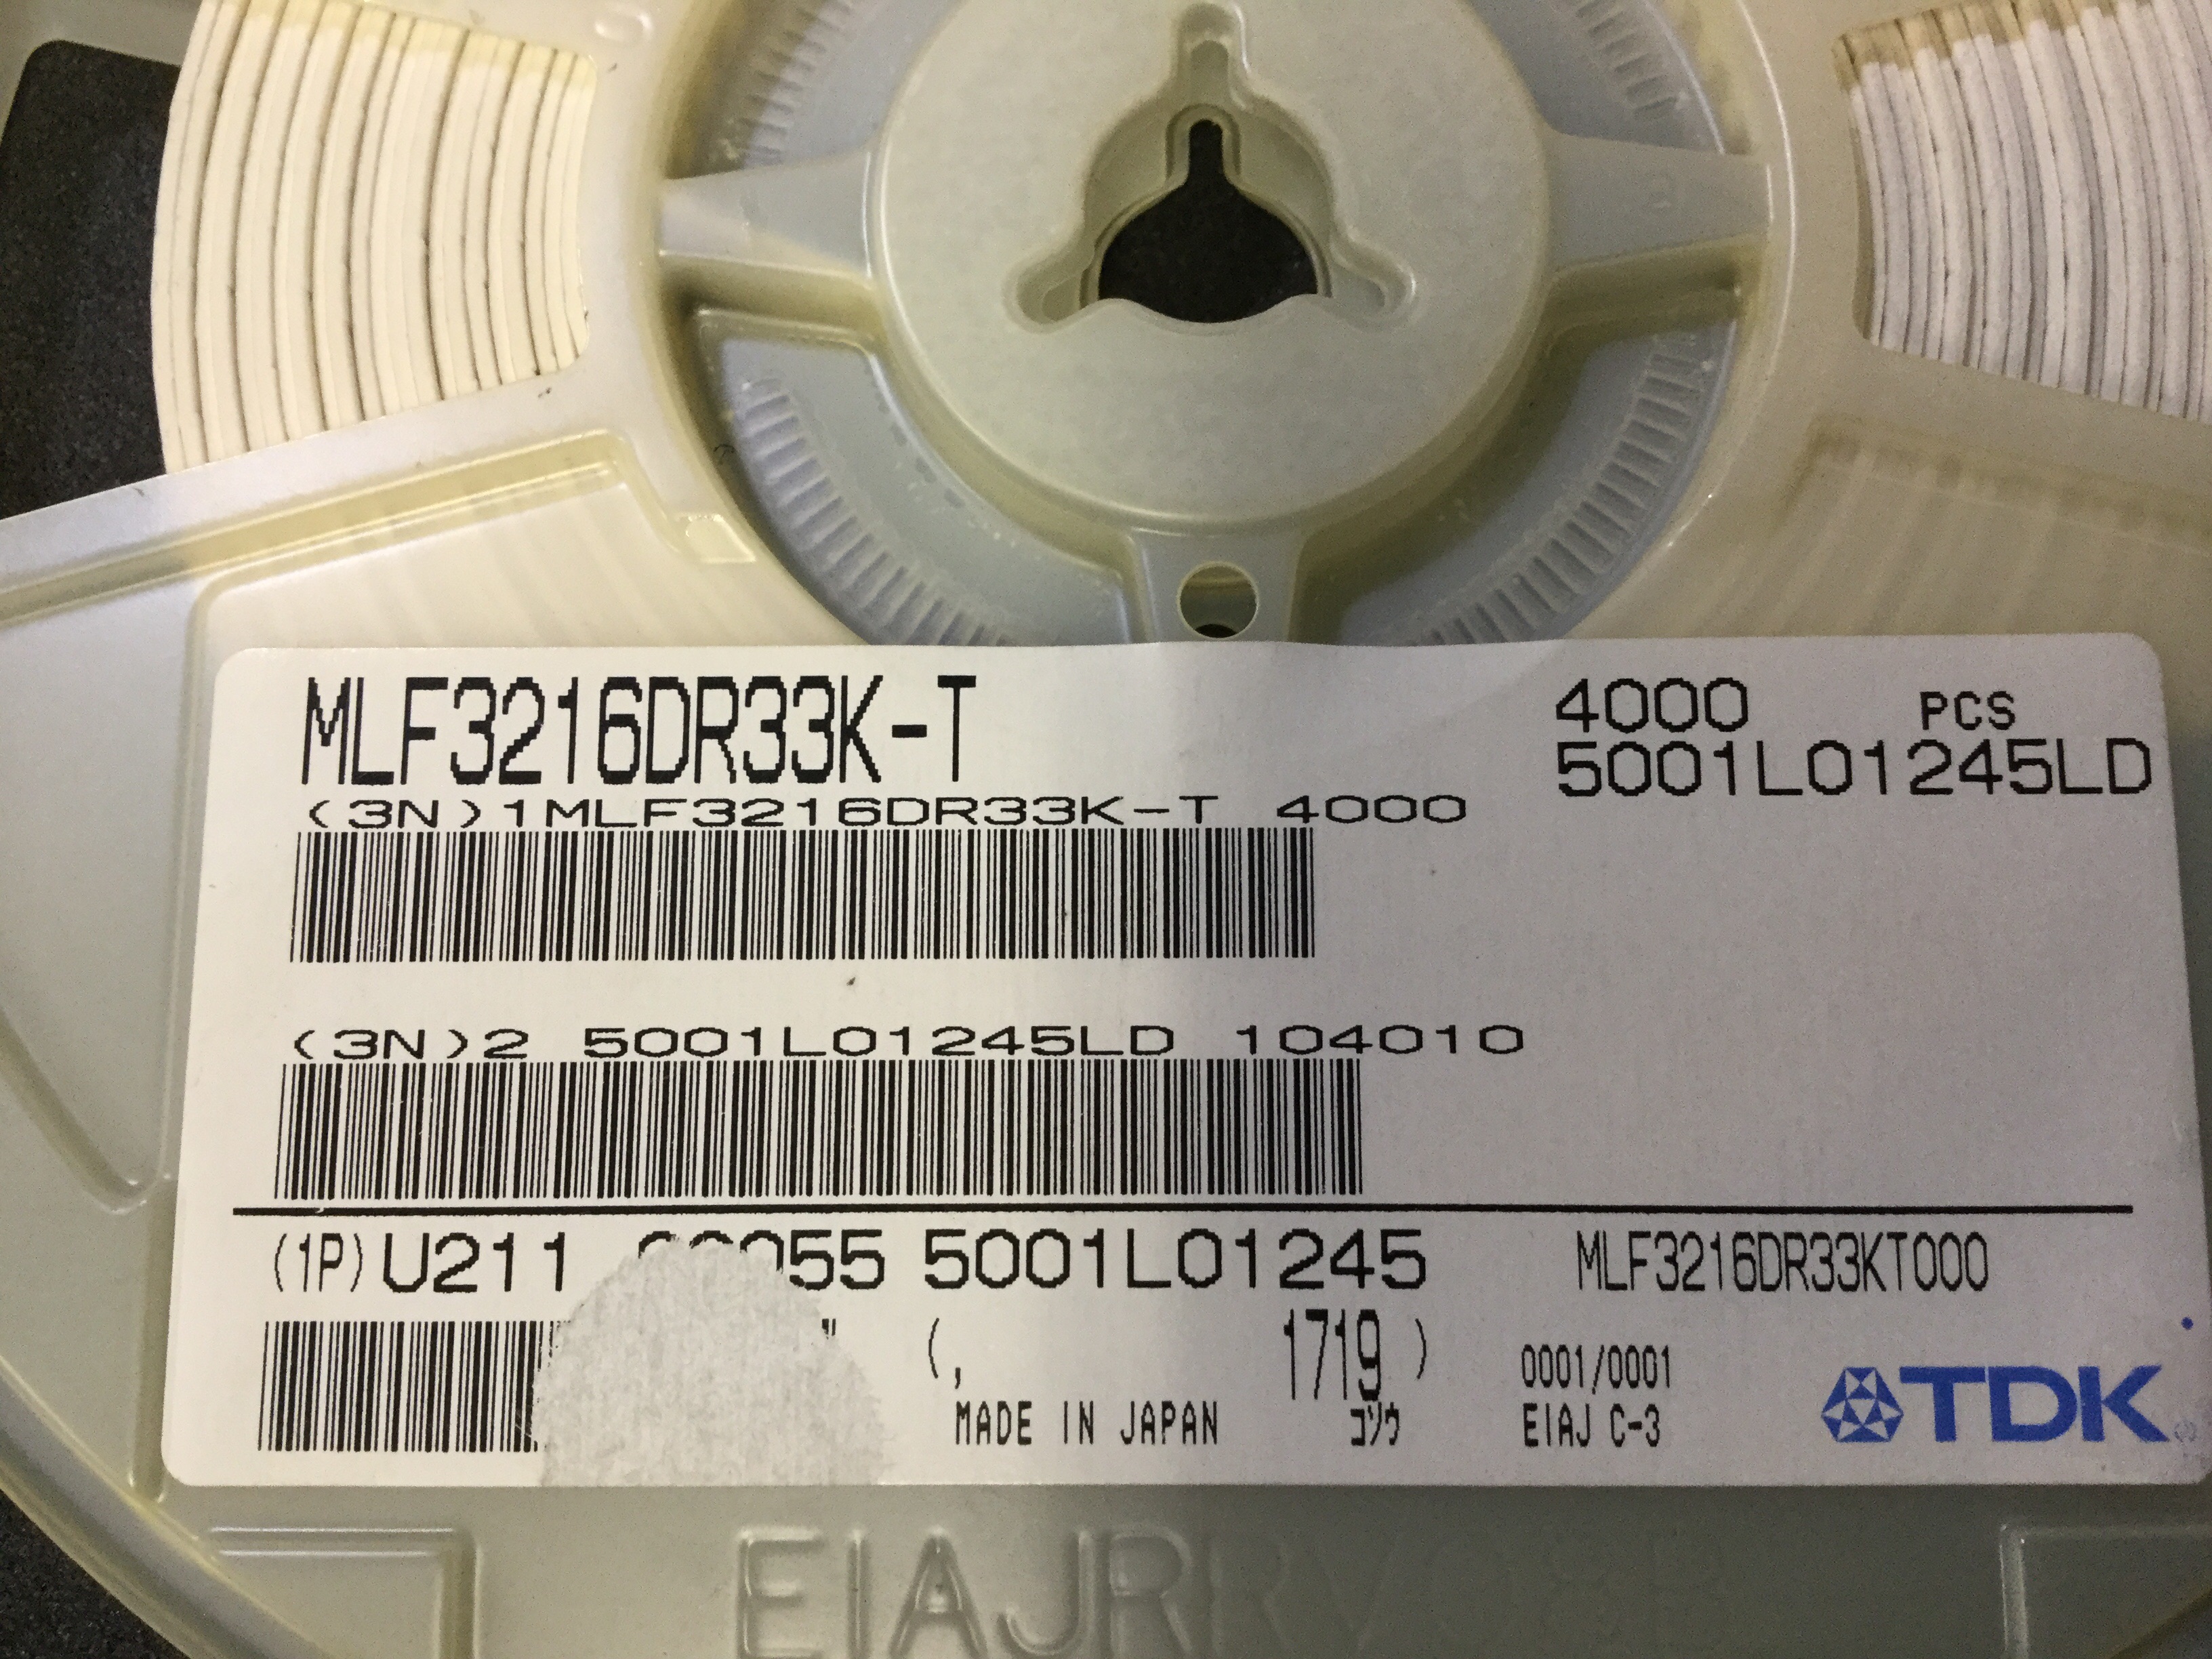 MLF3216DR33K-T
4000 PCS
5001L01245LD
(3N)1MLF3216DR33K-T 4000
(3N)2 5001L01245LD 104010
(1P)U211 55 5001L01245
MLF3216DR33KT000
" (, 1719 )
0001/0001
MADE IN JAPAN コソウ EIAJ C-3
TDK
EIAJRRV